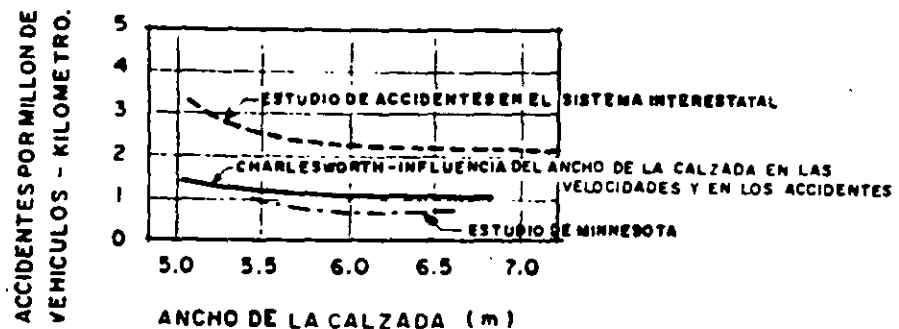 ACCIDENTES POR MILLON DE
VEHICULOS - KILOMETRO.
5
4
3
2
1
0
ESTUDIO DE ACCIDENTES EN EL SISTEMA INTERESTATAL
CHARLESWORTH-INFLUENCIA DEL ANCHO DE LA CALZADA EN LAS
VELOCIDADES Y EN LOS ACCIDENTES
ESTUDIO DE MINNESOTA
5.0 5.5 6.0 6.5 7.0
ANCHO DE LA CALZADA (m)